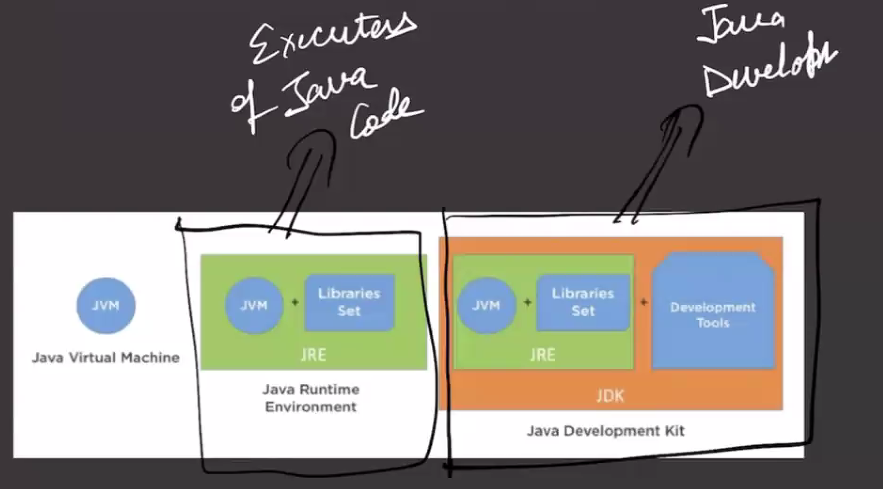 Executers
of Java
Code
Java
Develope
JVM
Java Virtual Machine
JVM + Libraries Set
JRE
Java Runtime
Environment
JVM + Libraries Set + Development Tools
JRE
JDK
Java Development Kit